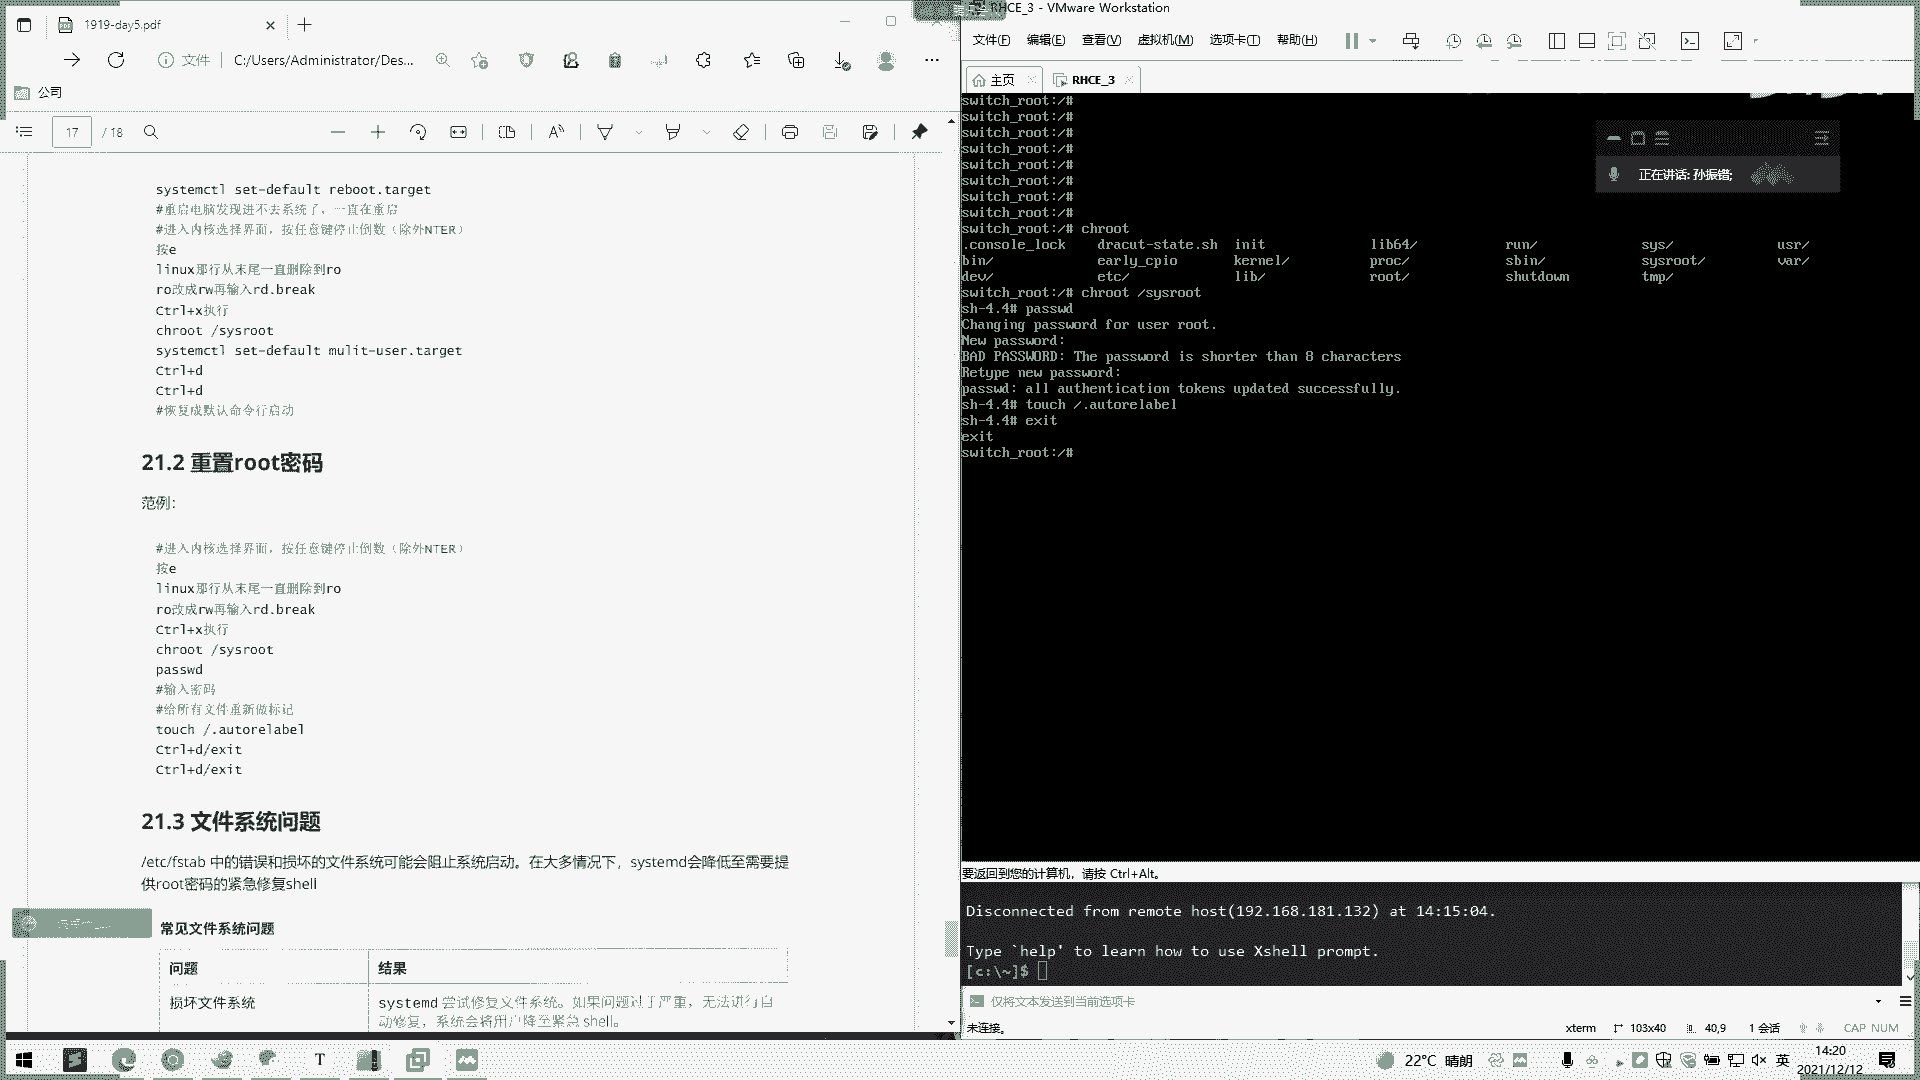 1919-day5.pdf
文件
C:/Users/Administrator/Des...
公司
17 / 18
systemctl set-default reboot.target
#重启电脑发现进不去系统了，一直在重启
#进入内核选择界面，按任意键停止倒数（除外NTER）
按e
linux那行从末尾一直删除到ro
ro改成rw再输入rd.break
Ctrl+x执行
chroot /sysroot
systemctl set-default mulit-user.target
Ctrl+d
Ctrl+d
#恢复成默认命令行启动
21.2 重置root密码
范例：
#进入内核选择界面，按任意键停止倒数（除外NTER）
按e
linux那行从末尾一直删除到ro
ro改成rw再输入rd.break
Ctrl+x执行
chroot /sysroot
passwd
#输入密码
#给所有文件重新做标记
touch /.autorelabel
Ctrl+d/exit
Ctrl+d/exit
21.3 文件系统问题
/etc/fstab 中的错误和损坏的文件系统可能会阻止系统启动。在大多情况下，systemd会降低至需要提
供root密码的紧急修复shell
常见文件系统问题
问题 结果
损坏文件系统 systemd 尝试修复文件系统。如果问题过于严重，无法进行自
动修复，系统会将用户降至紧急 shell。
RHCE_3 - VMware Workstation
文件(F) 编辑(E) 查看(V) 虚拟机(M) 选项卡(T) 帮助(H)
主页 RHCE_3
switch_root:/#
switch_root:/#
switch_root:/#
switch_root:/#
switch_root:/#
switch_root:/#
switch_root:/#
switch_root:/#
switch_root:/# chroot
.console_lock dracut-state.sh init lib64/ run/ sys/ usr/
bin/ early_cpio kernel/ proc/ sbin/ sysroot/ var/
dev/ etc/ lib/ root/ shutdown tmp/
switch_root:/# chroot /sysroot
sh-4.4# passwd
Changing password for user root.
New password:
BAD PASSWORD: The password is shorter than 8 characters
Retype new password:
passwd: all authentication tokens updated successfully.
sh-4.4# touch /.autorelabel
sh-4.4# exit
exit
switch_root:/#
正在讲话: 孙振锴;
要返回到您的计算机，请按 Ctrl+Alt。
Disconnected from remote host(192.168.181.132) at 14:15:04.
Type `help' to learn how to use Xshell prompt.
[c:\~]$
仅将文本发送到当前选项卡
未连接。
xterm 103x40 40,9 1 会话 CAP NUM
22°C 晴朗
英
14:20
2021/12/12